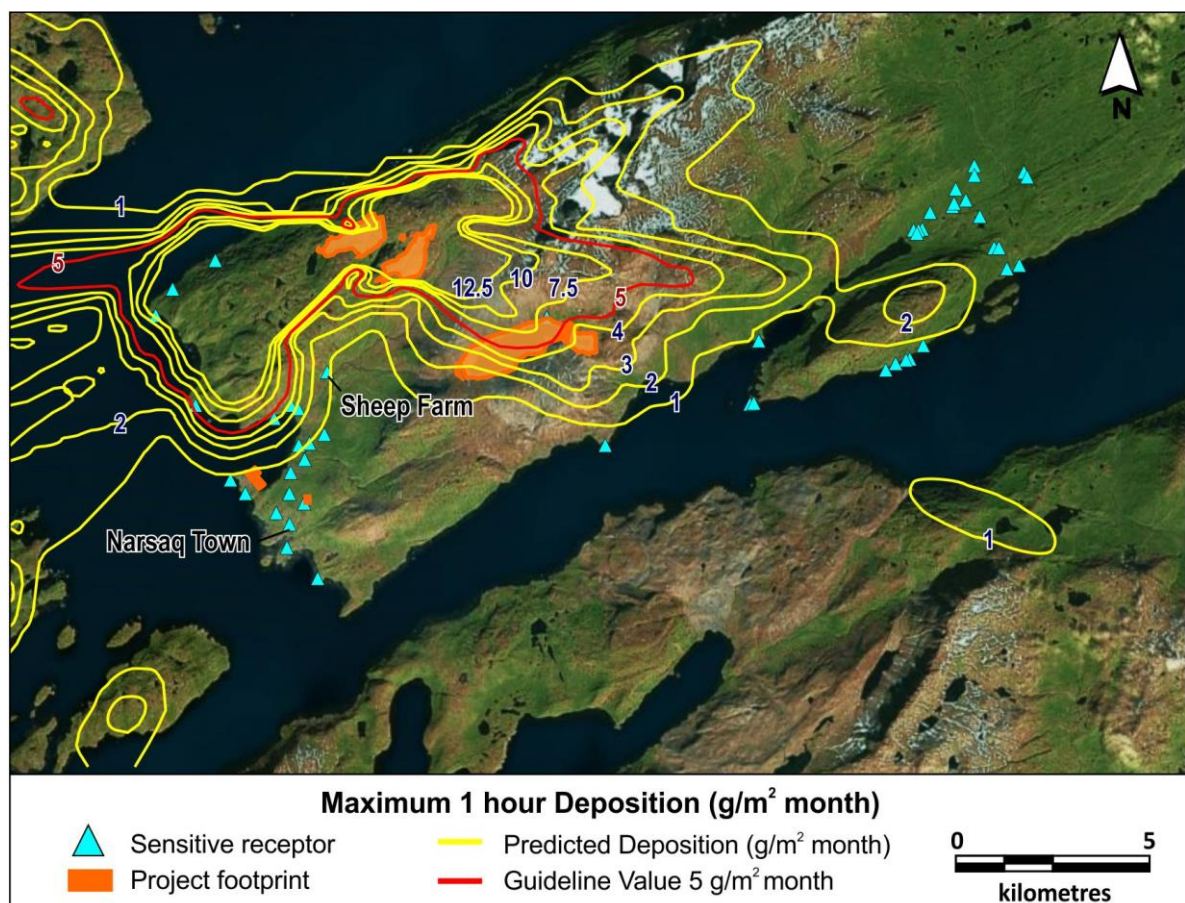 N
1
5
12.5
10
7.5
5
4
3
2
1
2
2
1
Sheep Farm
Narsaq Town
Maximum 1 hour Deposition (g/m² month)
Sensitive receptor
Project footprint
Predicted Deposition (g/m² month)
Guideline Value 5 g/m² month
0 5
kilometres